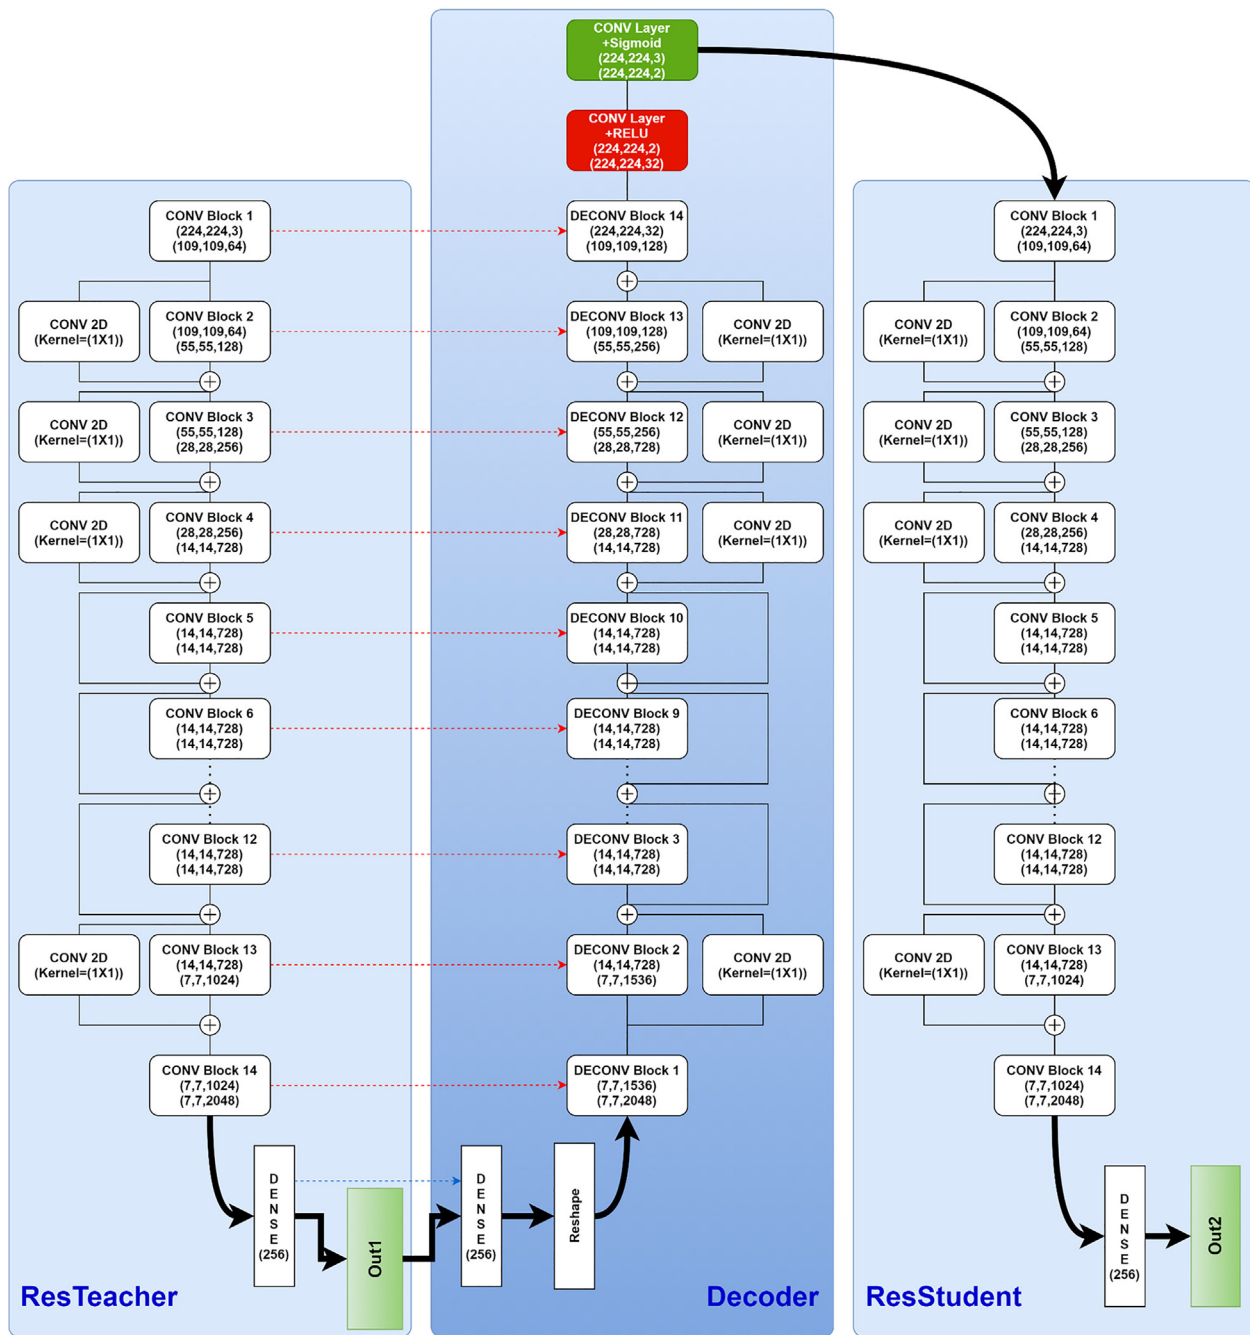 CONV Block 1
(224,224,3)
(109,109,64)
CONV 2D
(Kernel=(1X1))
CONV Block 2
(109,109,64)
(55,55,128)
CONV 2D
(Kernel=(1X1))
CONV Block 3
(55,55,128)
(28,28,256)
CONV 2D
(Kernel=(1X1))
CONV Block 4
(28,28,256)
(14,14,728)
CONV Block 5
(14,14,728)
(14,14,728)
CONV Block 6
(14,14,728)
(14,14,728)
CONV Block 12
(14,14,728)
(14,14,728)
CONV 2D
(Kernel=(1X1))
CONV Block 13
(14,14,728)
(7,7,1024)
CONV Block 14
(7,7,1024)
(7,7,2048)
DENSE
(256)
Out1
ResTeacher
CONV Layer
+Sigmoid
(224,224,3)
(224,224,2)
CONV Layer
+RELU
(224,224,2)
(224,224,32)
DECONV Block 14
(224,224,32)
(109,109,128)
DECONV Block 13
(109,109,128)
(55,55,256)
CONV 2D
(Kernel=(1X1))
DECONV Block 12
(55,55,256)
(28,28,728)
CONV 2D
(Kernel=(1X1))
DECONV Block 11
(28,28,728)
(14,14,728)
CONV 2D
(Kernel=(1X1))
DECONV Block 10
(14,14,728)
(14,14,728)
DECONV Block 9
(14,14,728)
(14,14,728)
DECONV Block 3
(14,14,728)
(14,14,728)
DECONV Block 2
(14,14,728)
(7,7,1536)
CONV 2D
(Kernel=(1X1))
DECONV Block 1
(7,7,1536)
(7,7,2048)
DENSE
(256)
Reshape
Decoder
CONV Block 1
(224,224,3)
(109,109,64)
CONV 2D
(Kernel=(1X1))
CONV Block 2
(109,109,64)
(55,55,128)
CONV 2D
(Kernel=(1X1))
CONV Block 3
(55,55,128)
(28,28,256)
CONV 2D
(Kernel=(1X1))
CONV Block 4
(28,28,256)
(14,14,728)
CONV Block 5
(14,14,728)
(14,14,728)
CONV Block 6
(14,14,728)
(14,14,728)
CONV Block 12
(14,14,728)
(14,14,728)
CONV 2D
(Kernel=(1X1))
CONV Block 13
(14,14,728)
(7,7,1024)
CONV Block 14
(7,7,1024)
(7,7,2048)
DENSE
(256)
Out2
ResStudent